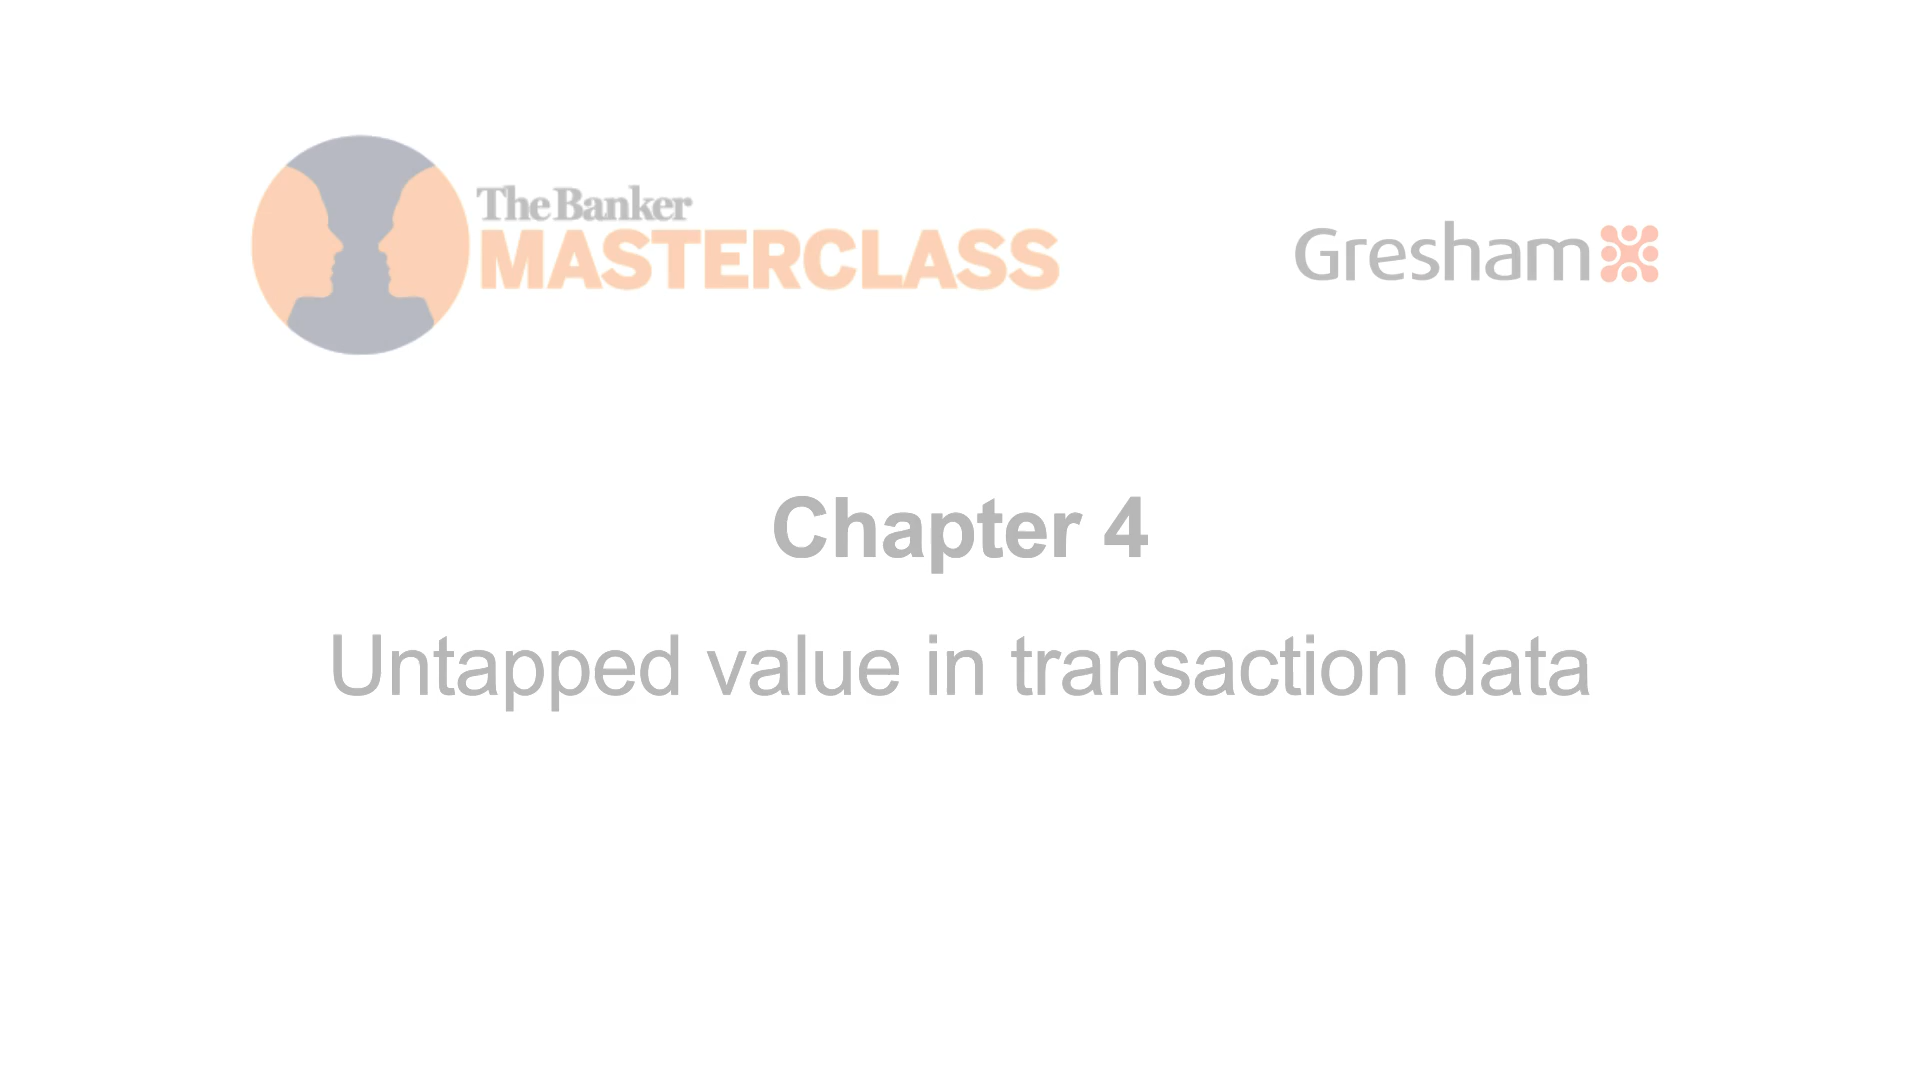 The Banker
MASTERCLASS
Gresham
Chapter 4
Untapped value in transaction data